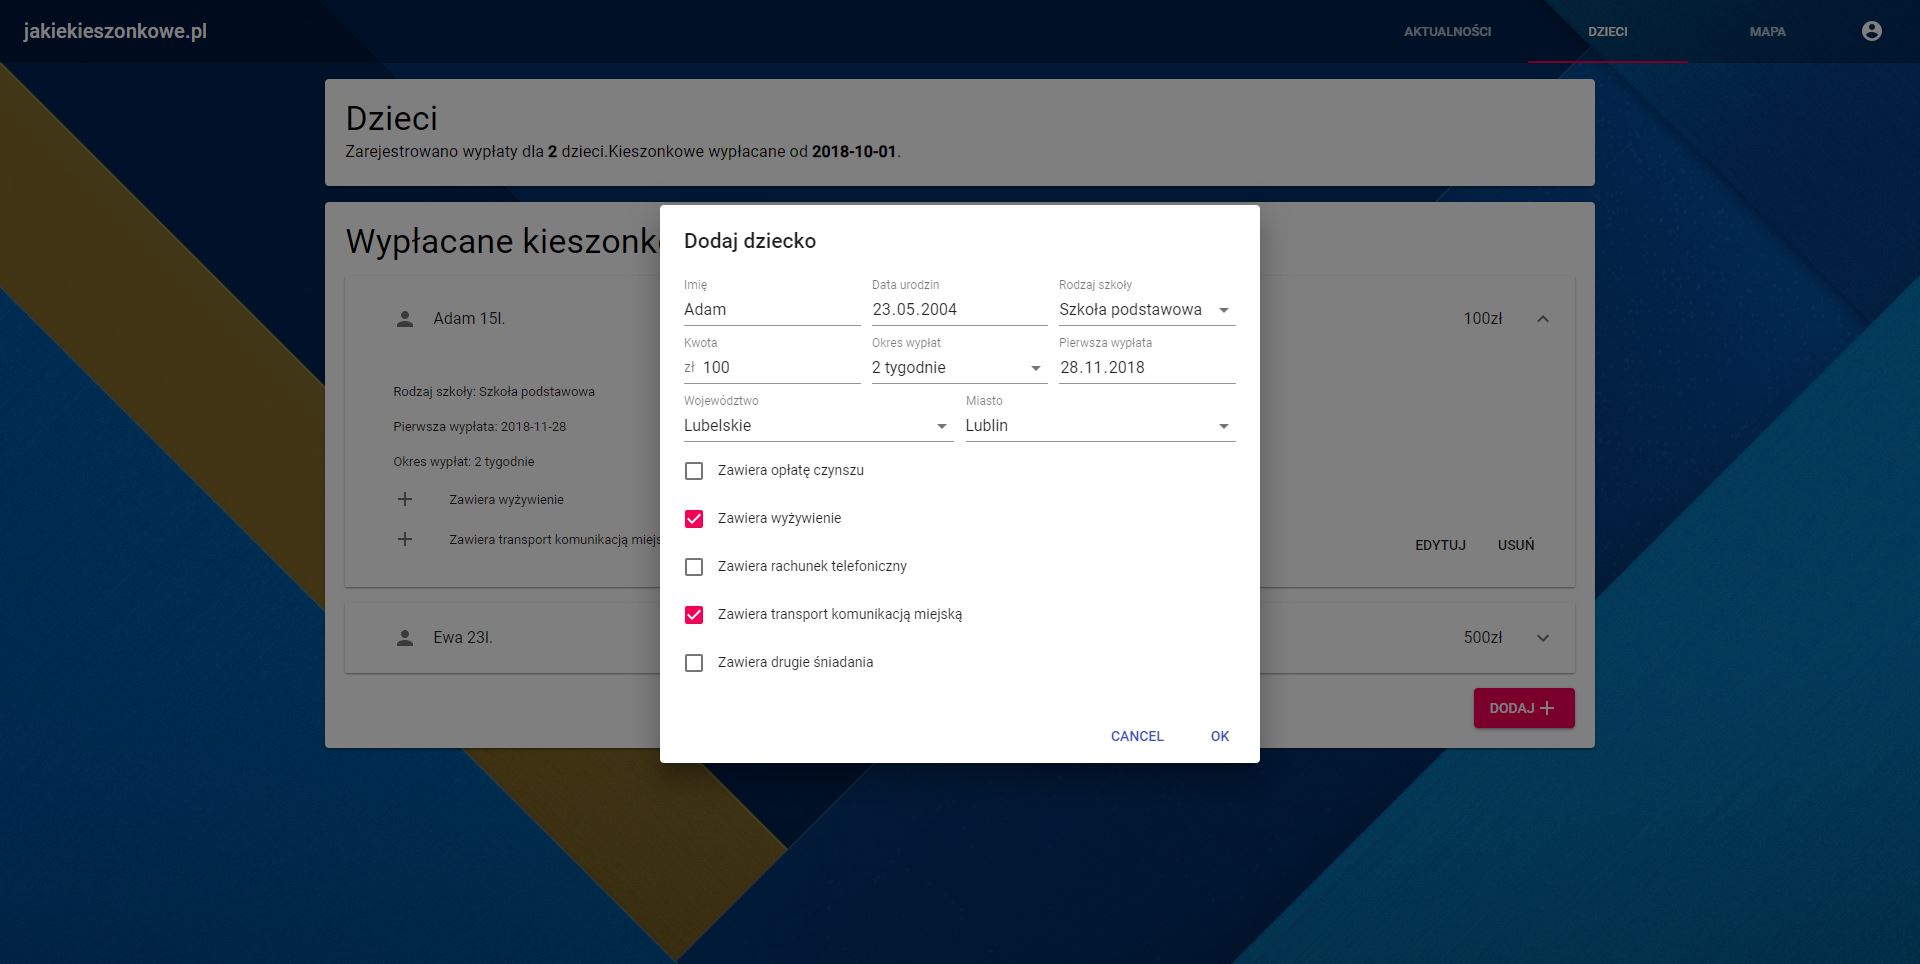 jakiekieszonkowe.pl
AKTUALNOŚCI
DZIECI
MAPA
Dzieci
Zarejestrowano wypłaty dla 2 dzieci.Kieszonkowe wypłacane od 2018-10-01.
Wypłacane kieszonk
Adam 15l.
100zł
Rodzaj szkoły: Szkoła podstawowa
Pierwsza wypłata: 2018-11-28
Okres wypłat: 2 tygodnie
Zawiera wyżywienie
Zawiera transport komunikacją miejs
EDYTUJ
USUŃ
Ewa 23l.
500zł
DODAJ
Dodaj dziecko
Imię
Data urodzin
Rodzaj szkoły
Adam
23.05.2004
Szkoła podstawowa
Kwota
Okres wypłat
Pierwsza wypłata
zł 100
2 tygodnie
28.11.2018
Województwo
Miasto
Lubelskie
Lublin
Zawiera opłatę czynszu
Zawiera wyżywienie
Zawiera rachunek telefoniczny
Zawiera transport komunikacją miejską
Zawiera drugie śniadania
CANCEL
OK